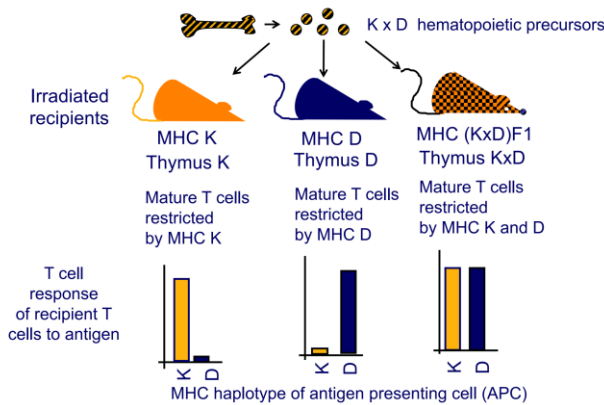 K x D hematopoietic precursors
Irradiated
recipients
MHC K
Thymus K
MHC D
Thymus D
MHC (KxD)F1
Thymus KxD
Mature T cells
restricted
by MHC K
Mature T cells
restricted
by MHC D
Mature T cells
restricted
by MHC K and D
T cell
response
of recipient T
cells to antigen
K
D
K
D
K
D
MHC haplotype of antigen presenting cell (APC)